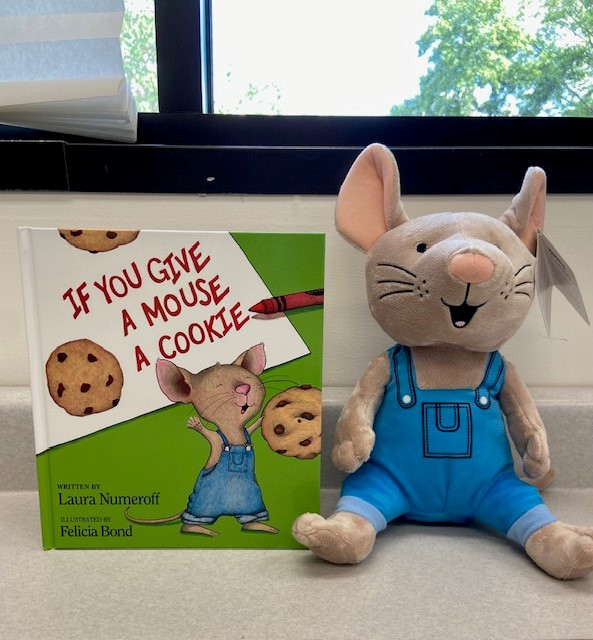 IF YOU GIVE
A MOUSE
A COOKIE
WRITTEN BY
Laura Numeroff
ILLUSTRATED BY
Felicia Bond